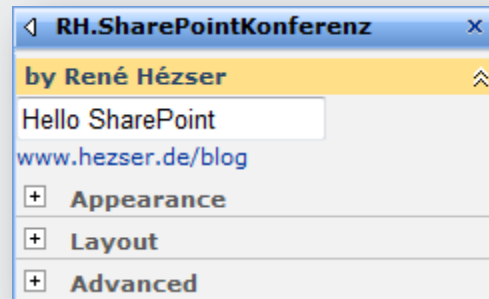 RH.SharePointKonferenz
by René Hézser
Hello SharePoint
www.hezser.de/blog
Appearance
Layout
Advanced